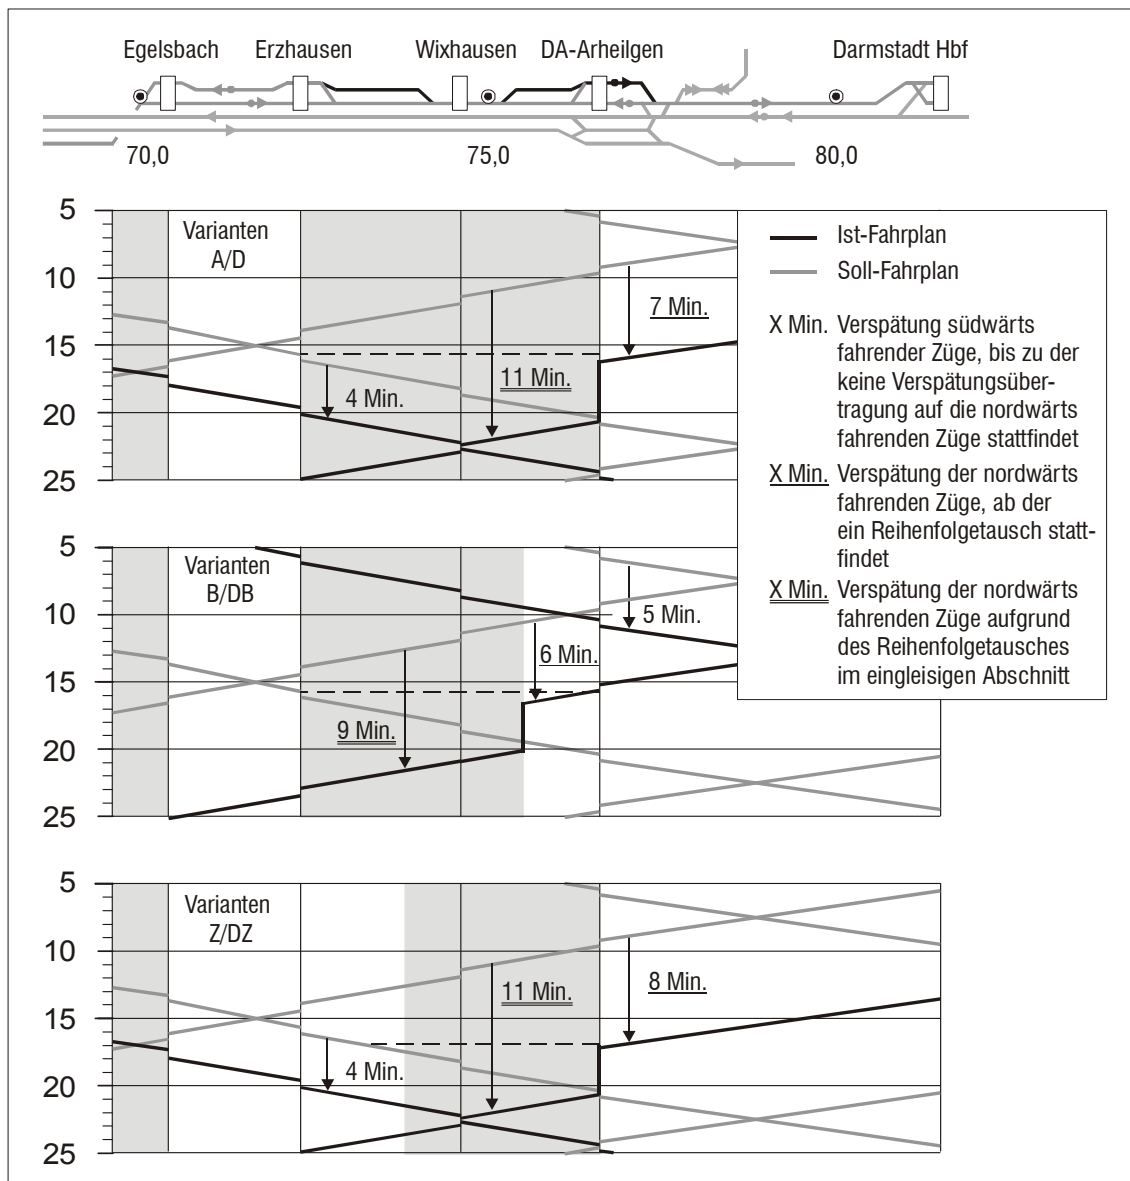 Egelsbach Erzhausen Wixhausen DA-Arheilgen Darmstadt Hbf
70,0 75,0 80,0
5
10
15
20
25
Varianten
A/D
4 Min.
11 Min.
7 Min.
Ist-Fahrplan
Soll-Fahrplan
X Min. Verspätung südwärts
fahrender Züge, bis zu der
keine Verspätungsüber-
tragung auf die nordwärts
fahrenden Züge stattfindet
X Min. Verspätung der nordwärts
fahrenden Züge, ab der
ein Reihenfolgetausch statt-
findet
X Min. Verspätung der nordwärts
fahrenden Züge aufgrund
des Reihenfolgetausches
im eingleisigen Abschnitt
5
10
15
20
25
Varianten
B/DB
5 Min.
6 Min.
9 Min.
5
10
15
20
25
Varianten
Z/DZ
4 Min.
11 Min.
8 Min.